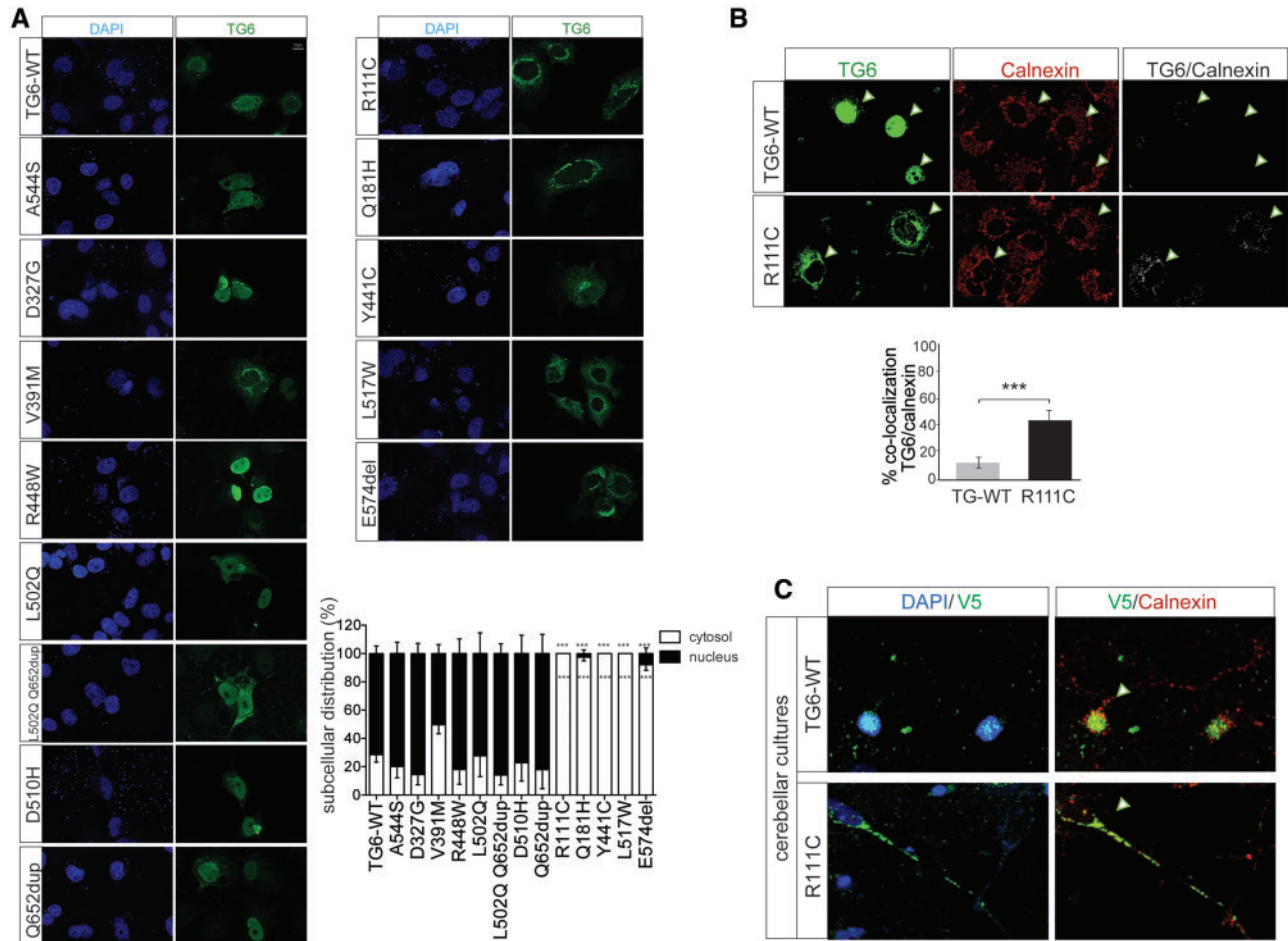 A
DAPI
TG6
TG6-WT
A544S
D327G
V391M
R448W
L502Q
L502Q Q652dup
D510H
Q652dup
DAPI
TG6
R111C
Q181H
Y441C
L517W
E574del
subcellular distribution (%)
120
100
80
60
40
20
0
*** *** *** *** ***
*** *** *** *** ***
cytosol
nucleus
TG6-WT
A544S
D327G
V391M
R448W
L502Q
L502Q Q652dup
D510H
Q652dup
R111C
Q181H
Y441C
L517W
E574del
B
TG6
Calnexin
TG6/Calnexin
TG6-WT
R111C
% co-localization
TG6/calnexin
100
80
60
40
20
0
***
TG-WT R111C
C
DAPI/V5
V5/Calnexin
cerebellar cultures
TG6-WT
R111C